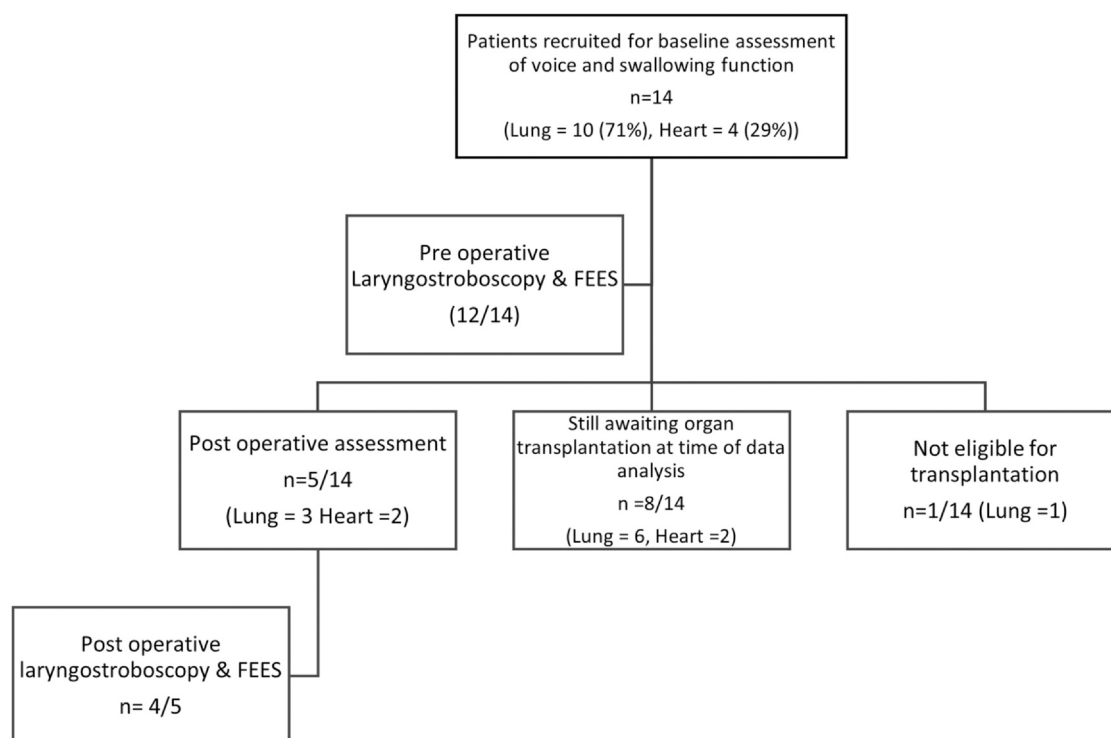 Patients recruited for baseline assessment
of voice and swallowing function
n=14
(Lung = 10 (71%), Heart = 4 (29%))
Pre operative
Laryngostroboscopy & FEES
(12/14)
Post operative assessment
n=5/14
(Lung = 3 Heart =2)
Still awaiting organ
transplantation at time of data
analysis
n =8/14
(Lung = 6, Heart =2)
Not eligible for
transplantation
n=1/14 (Lung =1)
Post operative
laryngostroboscopy & FEES
n= 4/5